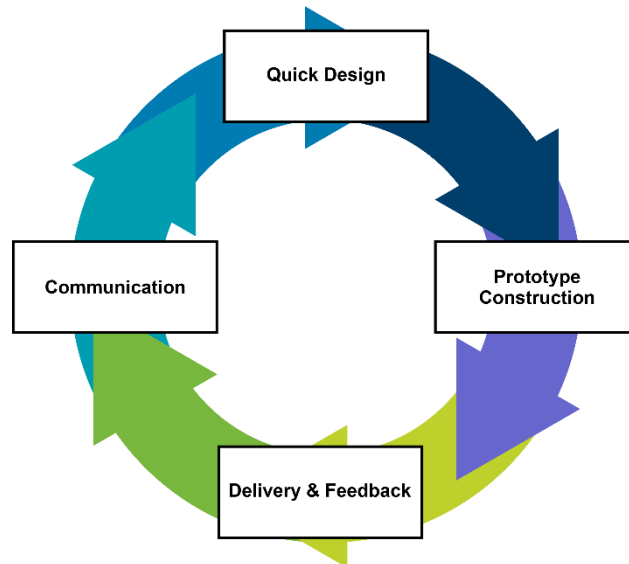 Quick Design
Communication
Prototype
Construction
Delivery & Feedback